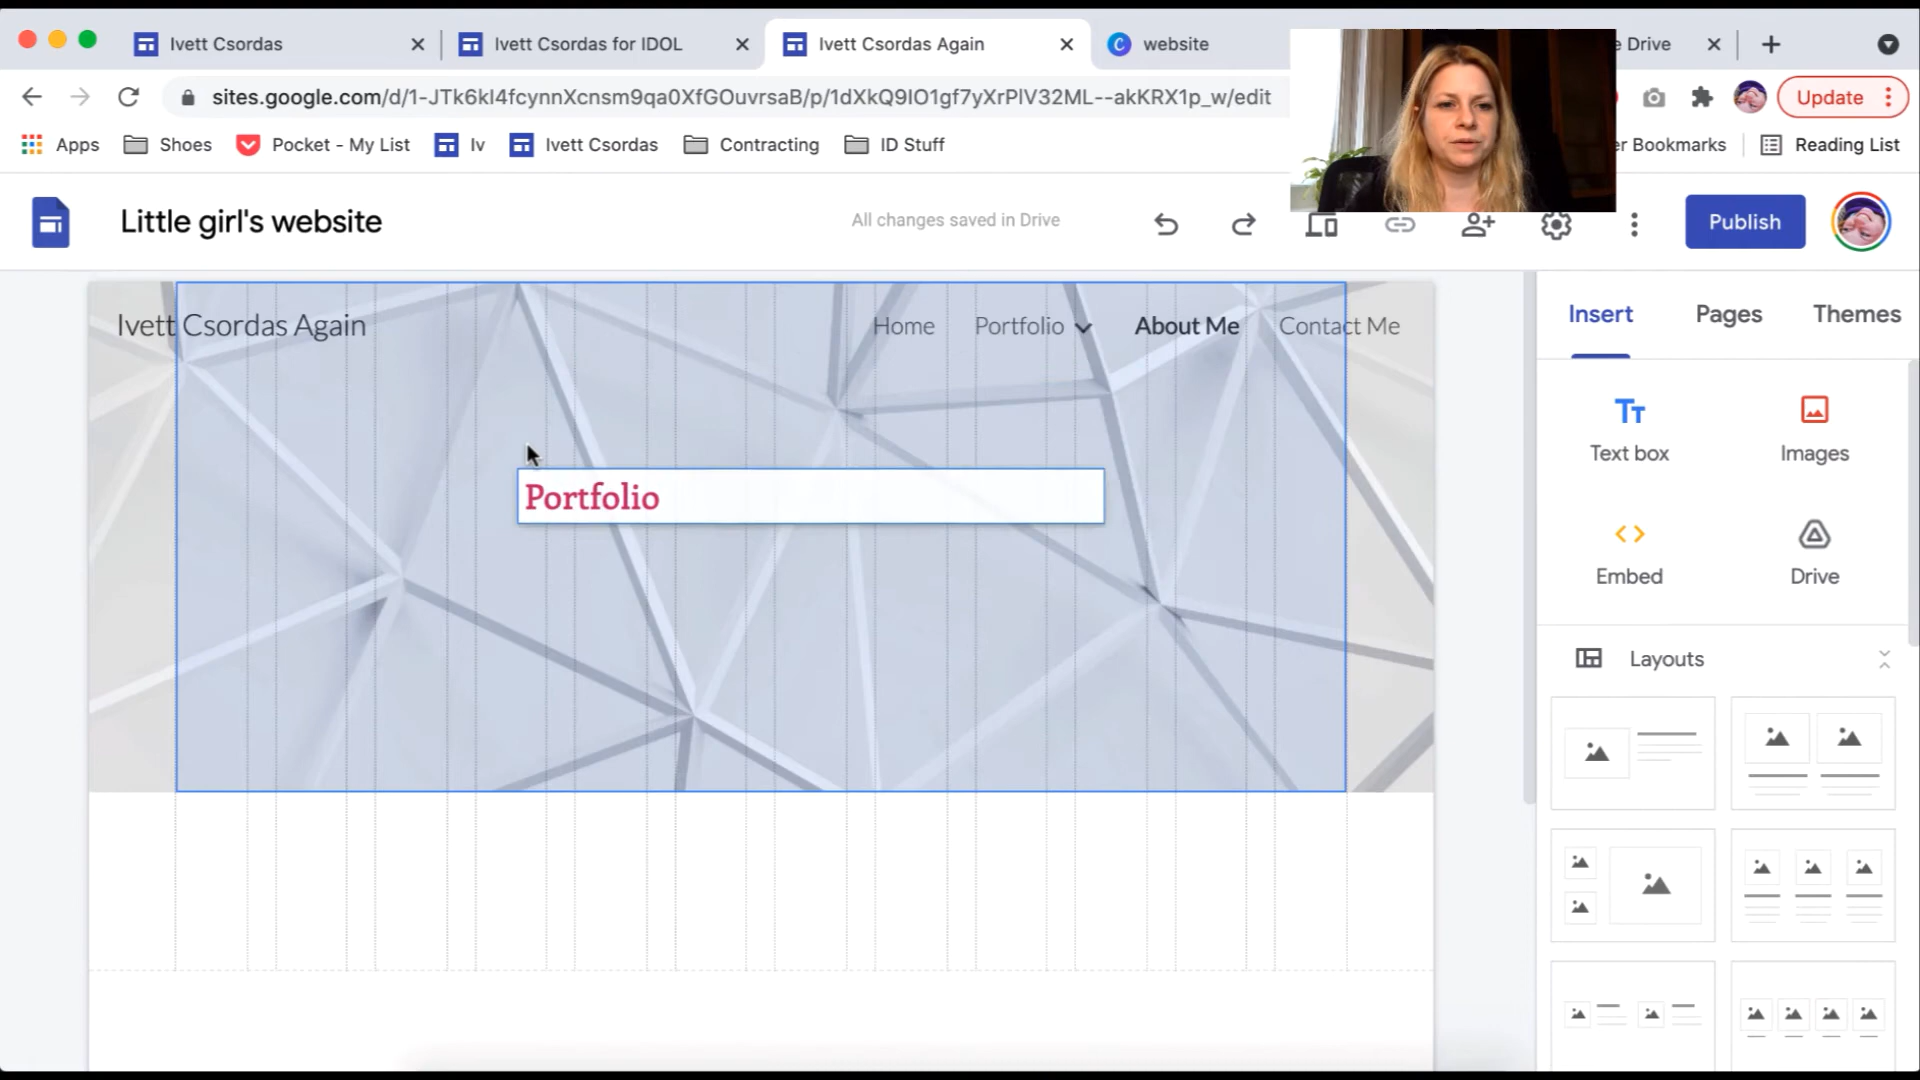 Ivett Csordas
Ivett Csordas for IDOL
Ivett Csordas Again
website
e Drive
sites.google.com/d/1-JTk6kI4fcynnXcnsm9qa0XfGOuvrsaB/p/1dXkQ9IO1gf7yXrPlV32ML--akKRX1p_w/edit
Update
Apps
Shoes
Pocket - My List
Iv
Ivett Csordas
Contracting
ID Stuff
er Bookmarks
Reading List
Little girl's website
All changes saved in Drive
Publish
Ivett Csordas Again
Home
Portfolio
About Me
Contact Me
Portfolio
Insert
Pages
Themes
Text box
Images
Embed
Drive
Layouts